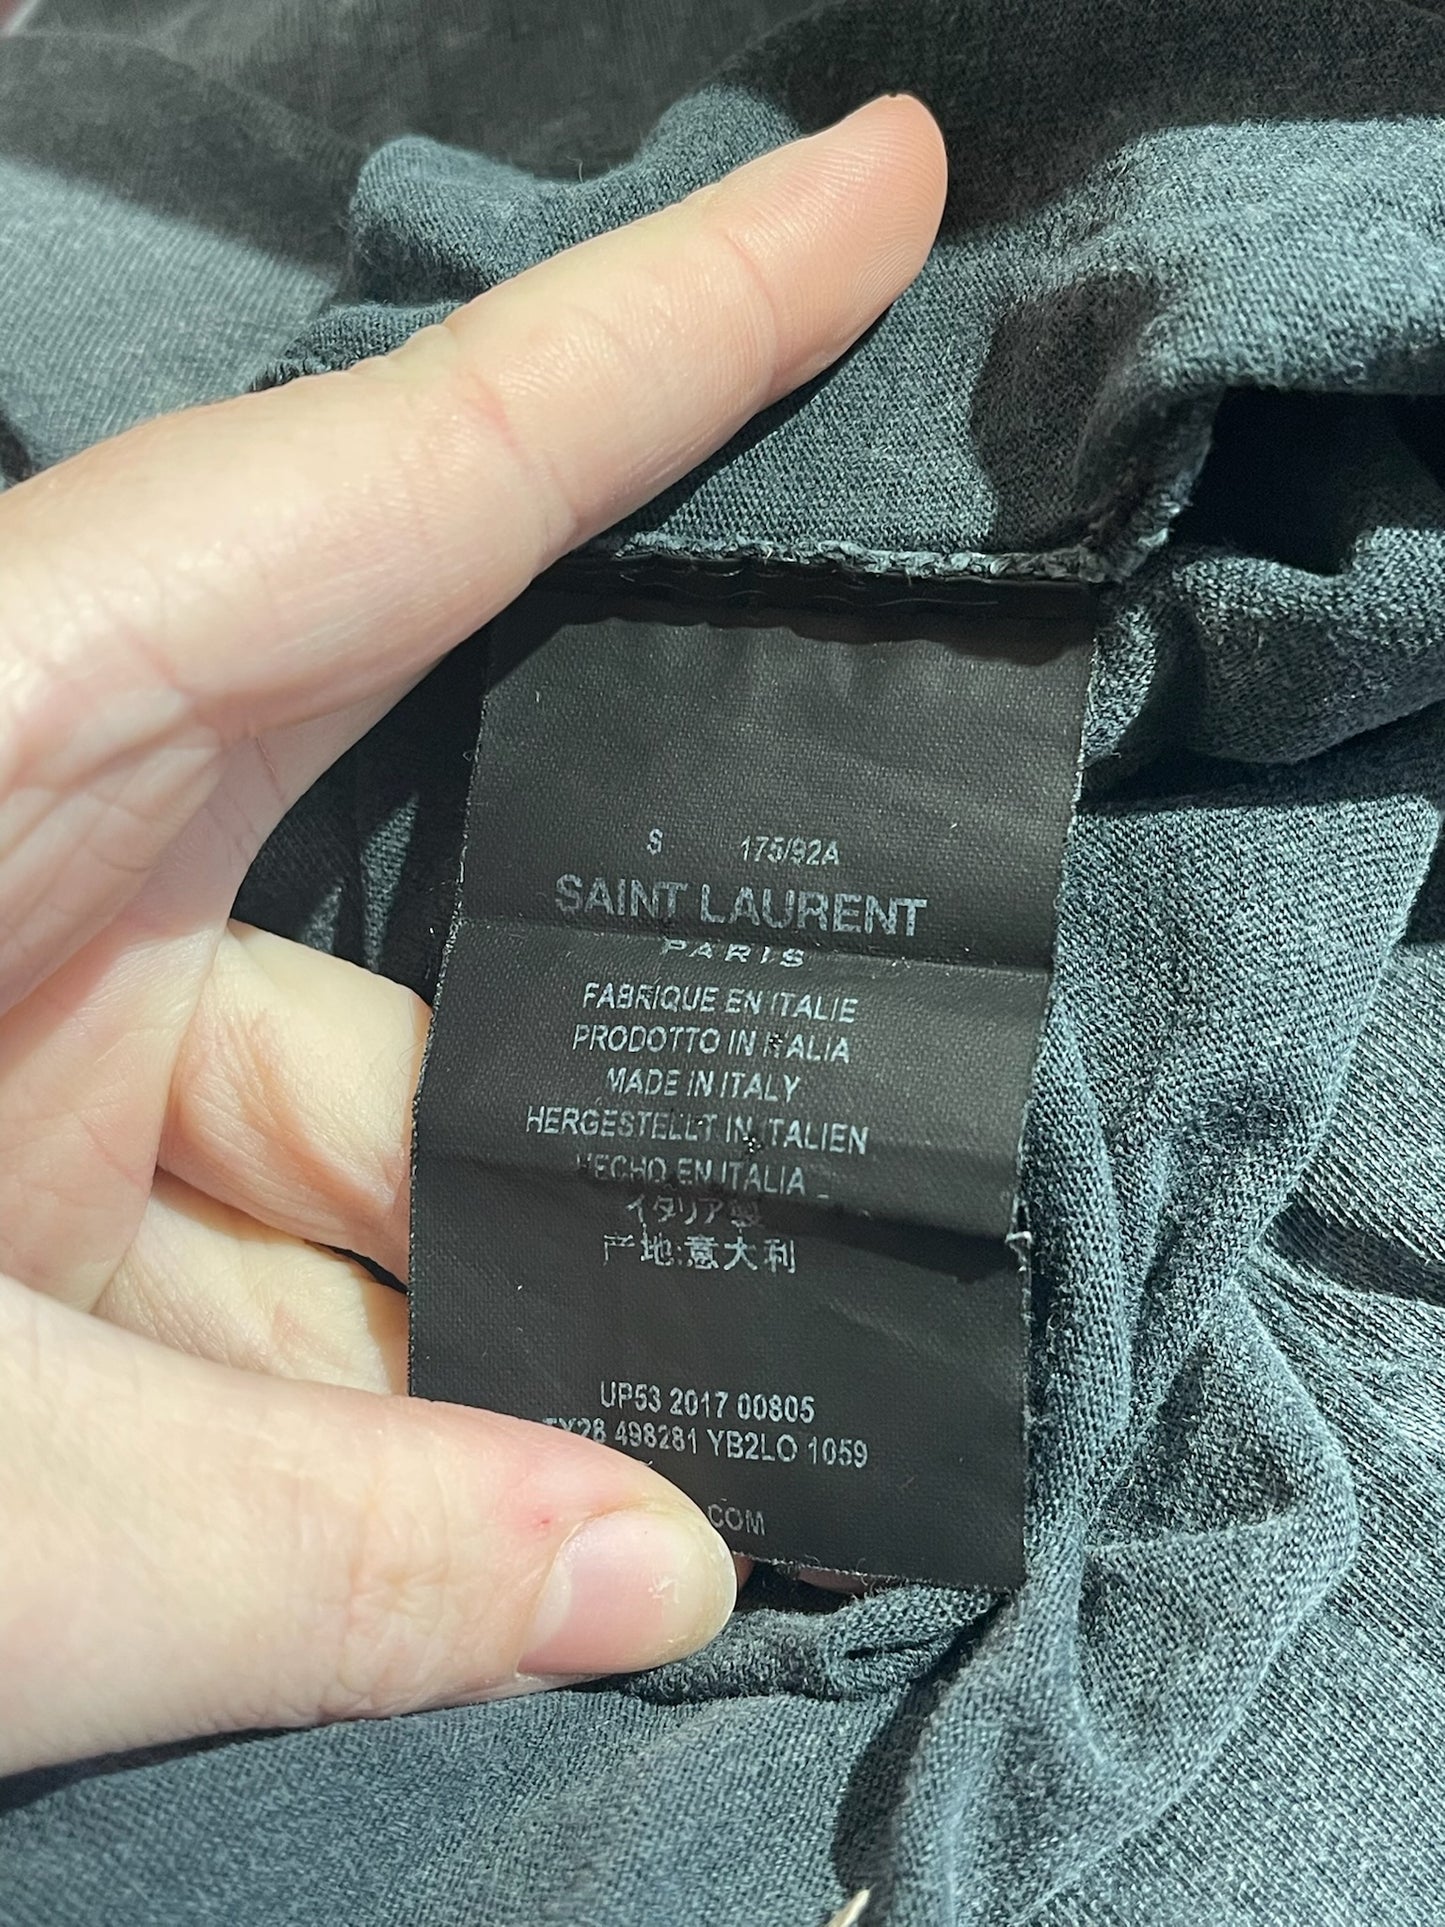 S 175/92A
SAINT LAURENT
PARIS
FABRIQUE EN ITALIE
PRODOTTO IN ITALIA
MADE IN ITALY
HERGESTELLT IN ITALIEN
HECHO EN ITALIA
イタリア製
产地:意大利
UP53 2017 00805
498281 YB2LO 1059
.COM